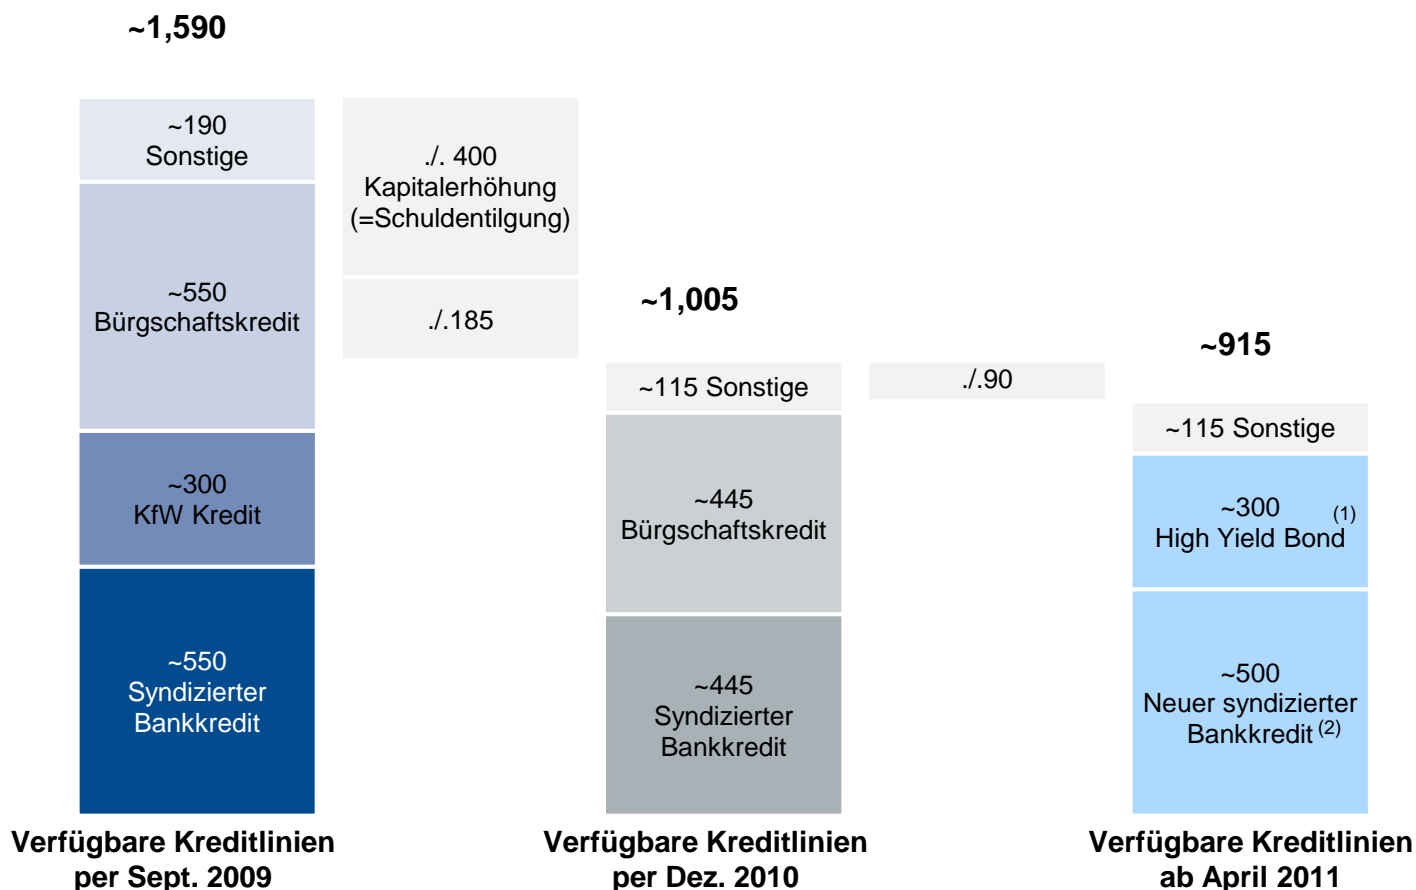 ~1,590
~190
Sonstige
~550
Bürgschaftskredit
~300
KfW Kredit
~550
Syndizierter
Bankkredit
Verfügbare Kreditlinien
per Sept. 2009
./. 400
Kapitalerhöhung
(=Schuldentilgung)
./.185
~1,005
~115 Sonstige
~445
Bürgschaftskredit
~445
Syndizierter
Bankkredit
Verfügbare Kreditlinien
per Dez. 2010
./.90
~915
~115 Sonstige
~300
High Yield Bond (1)
~500
Neuer syndizierter
Bankkredit (2)
Verfügbare Kreditlinien
ab April 2011